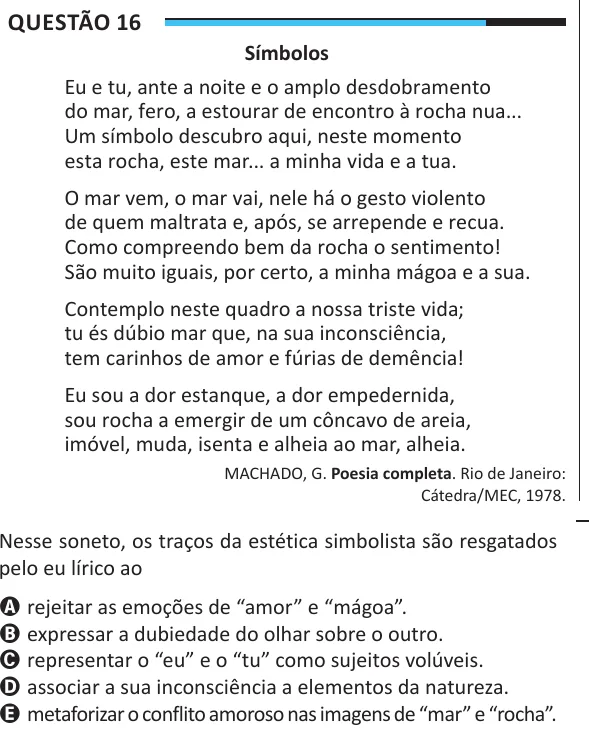 QUESTÃO 16
Símbolos
Eu e tu, ante a noite e o amplo desdobramento
do mar, fero, a estourar de encontro à rocha nua...
Um símbolo descubro aqui, neste momento
esta rocha, este mar... a minha vida e a tua.
O mar vem, o mar vai, nele há o gesto violento
de quem maltrata e, após, se arrepende e recua.
Como compreendo bem da rocha o sentimento!
São muito iguais, por certo, a minha mágoa e a sua.
Contemplo neste quadro a nossa triste vida;
tu és dúbio mar que, na sua inconsciência,
tem carinhos de amor e fúrias de demência!
Eu sou a dor estanque, a dor empedernida,
sou rocha a emergir de um côncavo de areia,
imóvel, muda, isenta e alheia ao mar, alheia.
MACHADO, G. Poesia completa. Rio de Janeiro:
Cátedra/MEC, 1978.
Nesse soneto, os traços da estética simbolista são resgatados
pelo eu lírico ao
A rejeitar as emoções de “amor” e “mágoa”.
B expressar a dubiedade do olhar sobre o outro.
C representar o “eu” e o “tu” como sujeitos volúveis.
D associar a sua inconsciência a elementos da natureza.
E metaforizar o conflito amoroso nas imagens de “mar” e “rocha”.